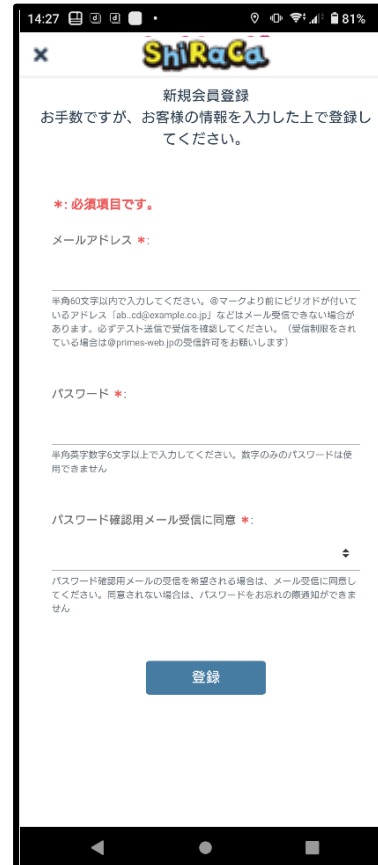 14:27
81%
ShiRaCa
新規会員登録
お手数ですが、お客様の情報を入力した上で登録し
てください。
*: 必須項目です。
メールアドレス *:
半角60文字以内で入力してください。@マークより前にピリオドが付いて
いるアドレス「ab..cd@example.co.jp」などはメール受信できない場合が
あります。必ずテスト送信で受信を確認してください。（受信制限をされ
ている場合は@primes-web.jpの受信許可をお願いします）
パスワード *:
半角英字数字6文字以上で入力してください。数字のみのパスワードは使
用できません
パスワード確認用メール受信に同意 *:
パスワード確認用メールの受信を希望される場合は、メール受信に同意し
てください。同意されない場合は、パスワードをお忘れの際通知ができま
せん
登録